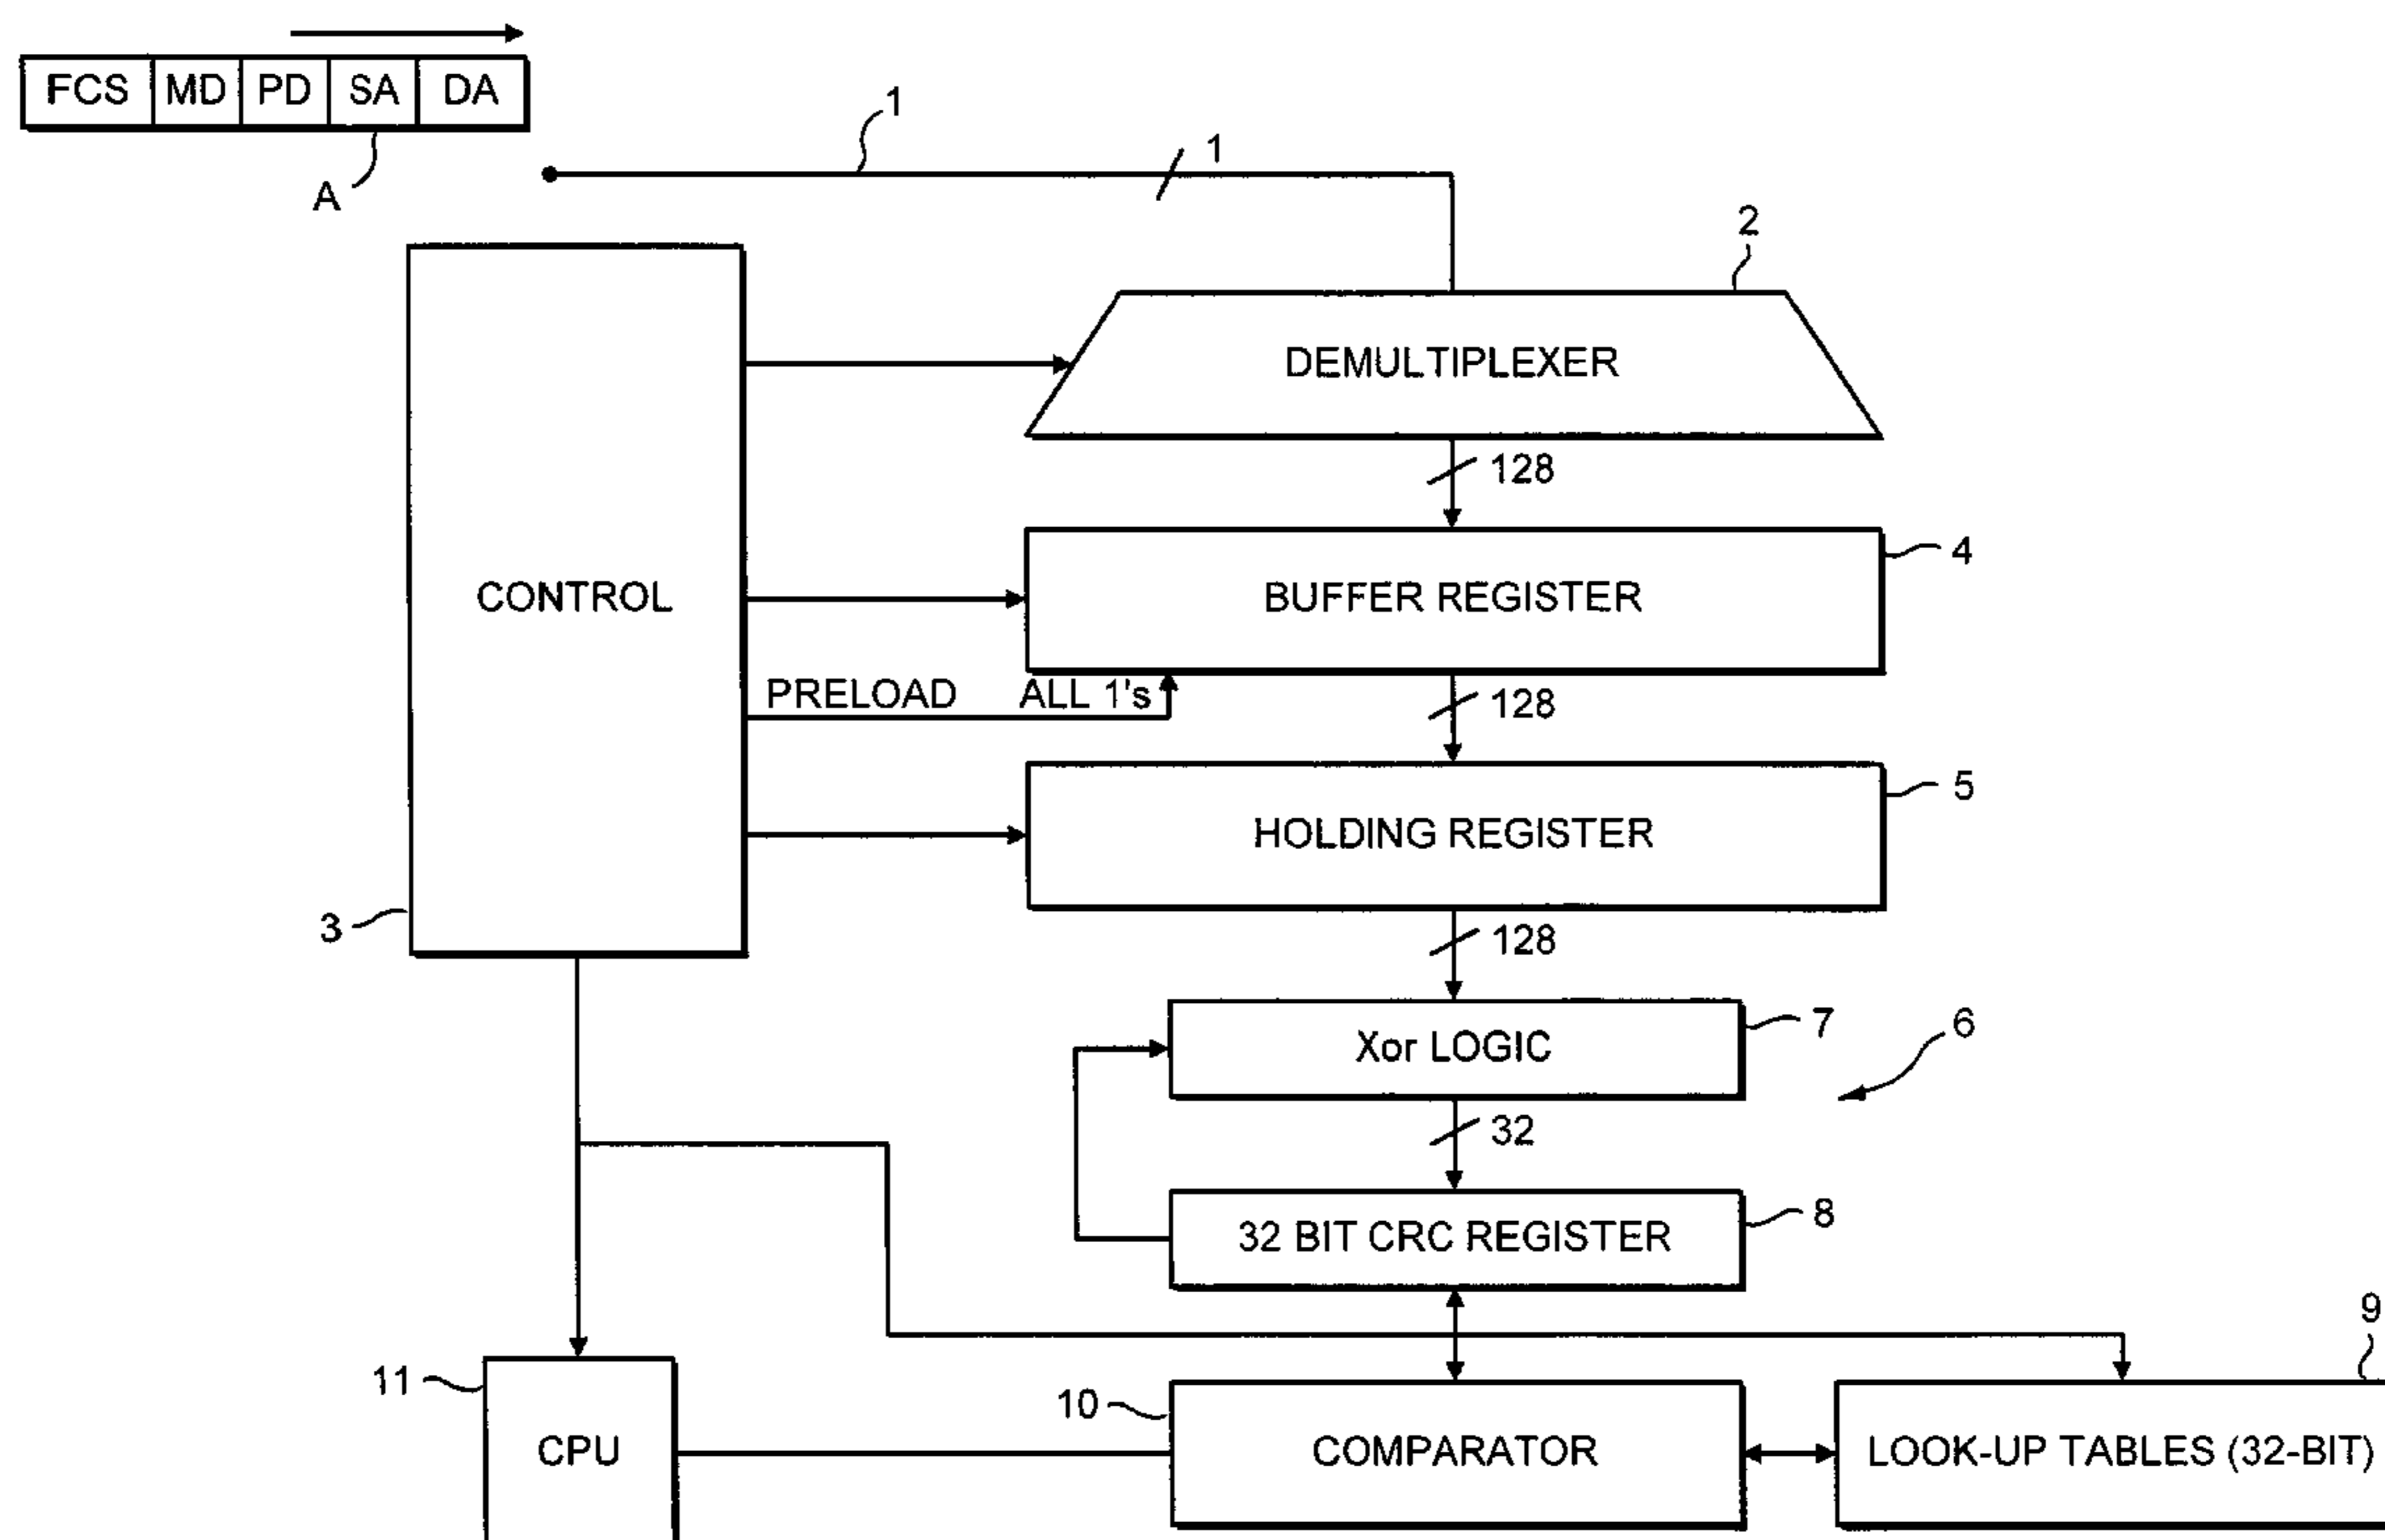 FCS MD PD SA DA
A
1
1
2
DEMULTIPLEXER
128
4
CONTROL
BUFFER REGISTER
PRELOAD ALL 1's
128
5
HOLDING REGISTER
3
128
7
6
Xor LOGIC
32
8
32 BIT CRC REGISTER
9
11
10
CPU
COMPARATOR
LOOK-UP TABLES (32-BIT)